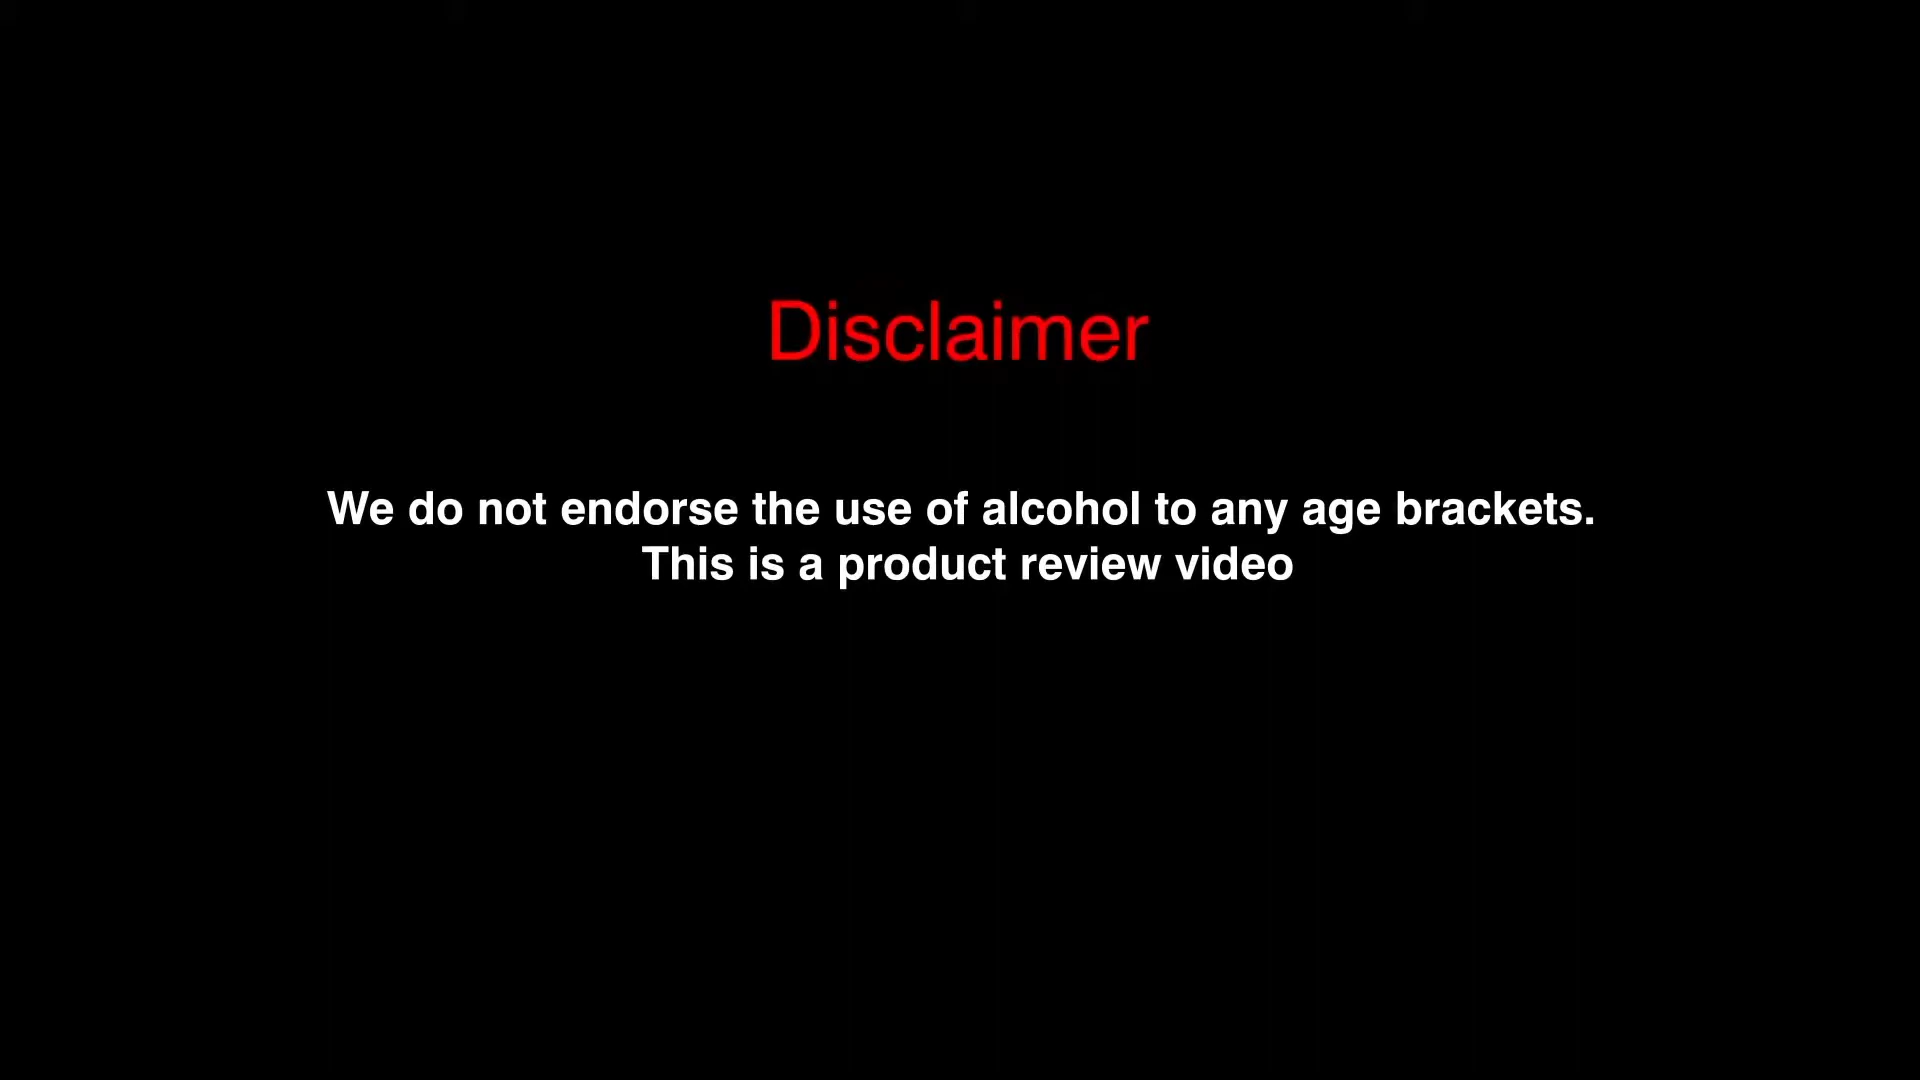 Disclaimer
We do not endorse the use of alcohol to any age brackets.
This is a product review video